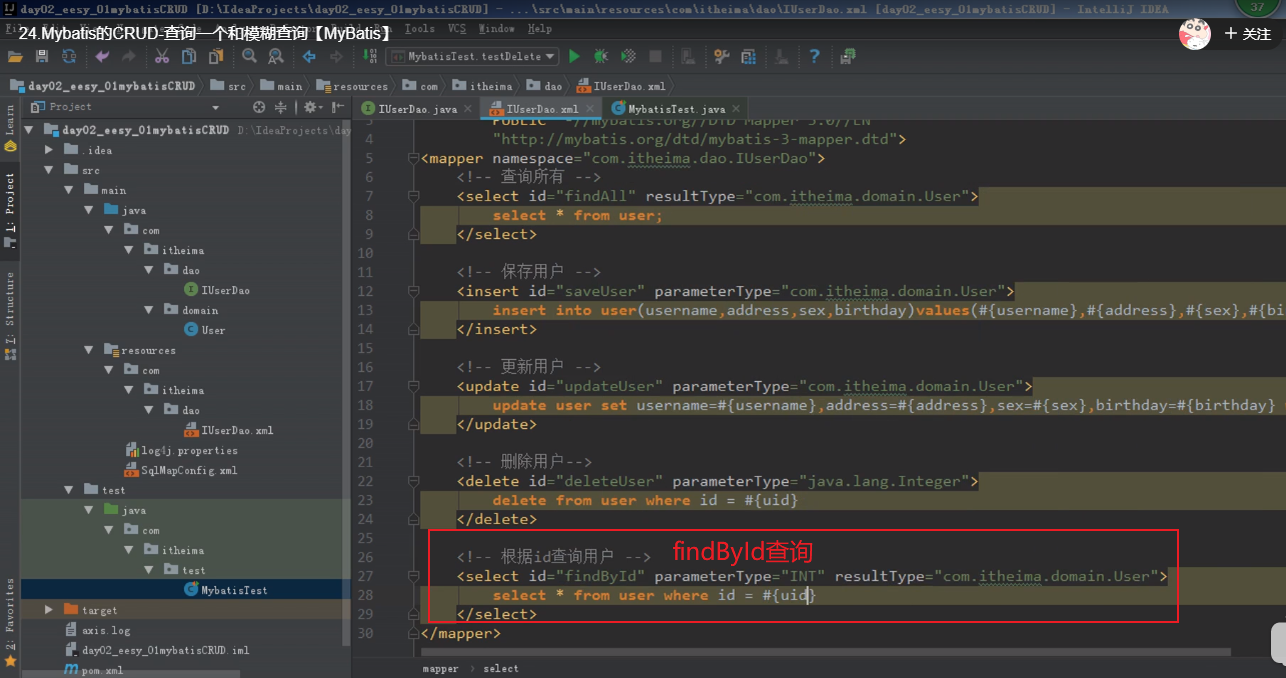 day02_eesy_01mybatisCRUD [D:\IdeaProjects\day02_eesy_01mybatisCRUD] - ...\src\main\resources\com\itheima\dao\IUserDao.xml [day02_eesy_01mybatisCRUD] - IntelliJ IDEA
37
24.Mybatis的CRUD-查询一个和模糊查询【MyBatis】
Tools VCS Window Help
+ 关注
MybatisTest.testDelete
day02_eesy_01mybatisCRUD src main resources com itheima dao IUserDao.xml
Project
IUserDao.java IUserDao.xml MybatisTest.java
Learn
1: Project
7: Structure
2: Favorites
day02_eesy_01mybatisCRUD D:\IdeaProjects\day
.idea
src
main
java
com
itheima
dao
IUserDao
domain
User
resources
com
itheima
dao
IUserDao.xml
log4j.properties
SqlMapConfig.xml
test
java
com
itheima
test
MybatisTest
target
axis.log
day02_eesy_01mybatisCRUD.iml
pom.xml
3 PUBLIC "-//mybatis.org//DTD Mapper 3.0//EN"
4 "http://mybatis.org/dtd/mybatis-3-mapper.dtd">
5 <mapper namespace="com.itheima.dao.IUserDao">
6 <!-- 查询所有 -->
7 <select id="findAll" resultType="com.itheima.domain.User">
8 select * from user;
9 </select>
10
11 <!-- 保存用户 -->
12 <insert id="saveUser" parameterType="com.itheima.domain.User">
13 insert into user(username,address,sex,birthday)values(#{username},#{address},#{sex},#{bi
14 </insert>
15
16 <!-- 更新用户 -->
17 <update id="updateUser" parameterType="com.itheima.domain.User">
18 update user set username=#{username},address=#{address},sex=#{sex},birthday=#{birthday}
19 </update>
20
21 <!-- 删除用户-->
22 <delete id="deleteUser" parameterType="java.lang.Integer">
23 delete from user where id = #{uid}
24 </delete>
25
26 <!-- 根据id查询用户 --> findById查询
27 <select id="findById" parameterType="INT" resultType="com.itheima.domain.User">
28 select * from user where id = #{uid}
29 </select>
30 </mapper>
mapper › select